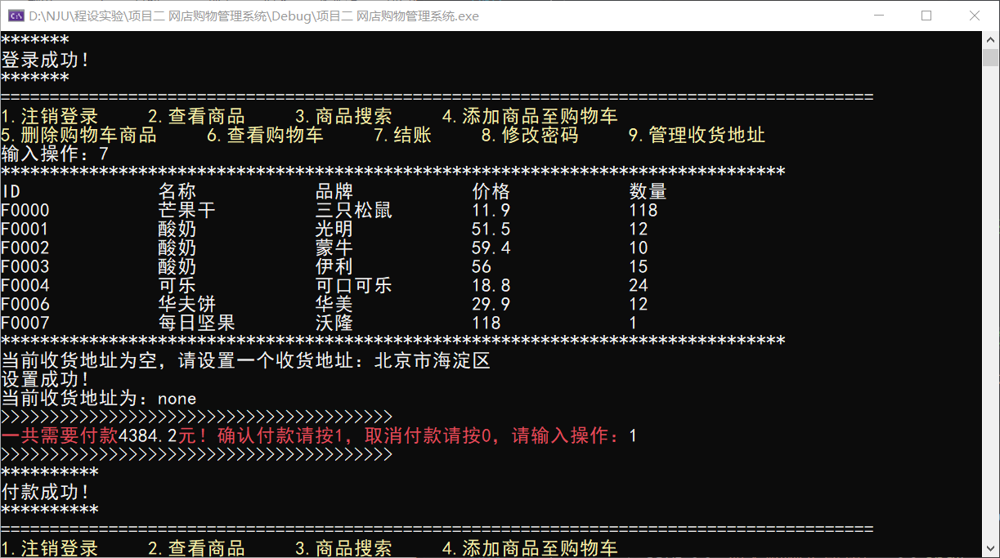 D:\NJU\程设实验\项目二 网店购物管理系统\Debug\项目二 网店购物管理系统.exe
*******
登录成功！
*******
=========================================================================================
1.注销登录 2.查看商品 3.商品搜索 4.添加商品至购物车
5.删除购物车商品 6.查看购物车 7.结账 8.修改密码 9.管理收货地址
输入操作：7
********************************************************************************
ID 名称 品牌 价格 数量
F0000 芒果干 三只松鼠 11.9 118
F0001 酸奶 光明 51.5 12
F0002 酸奶 蒙牛 59.4 10
F0003 酸奶 伊利 56 15
F0004 可乐 可口可乐 18.8 24
F0006 华夫饼 华美 29.9 12
F0007 每日坚果 沃隆 118 1
********************************************************************************
当前收货地址为空，请设置一个收货地址：北京市海淀区
设置成功！
当前收货地址为：none
>>>>>>>>>>>>>>>>>>>>>>>>>>>>>>>>>>>>>>>>
一共需要付款4384.2元！确认付款请按1，取消付款请按0，请输入操作：1
>>>>>>>>>>>>>>>>>>>>>>>>>>>>>>>>>>>>>>>>
**********
付款成功！
**********
=========================================================================================
1.注销登录 2.查看商品 3.商品搜索 4.添加商品至购物车